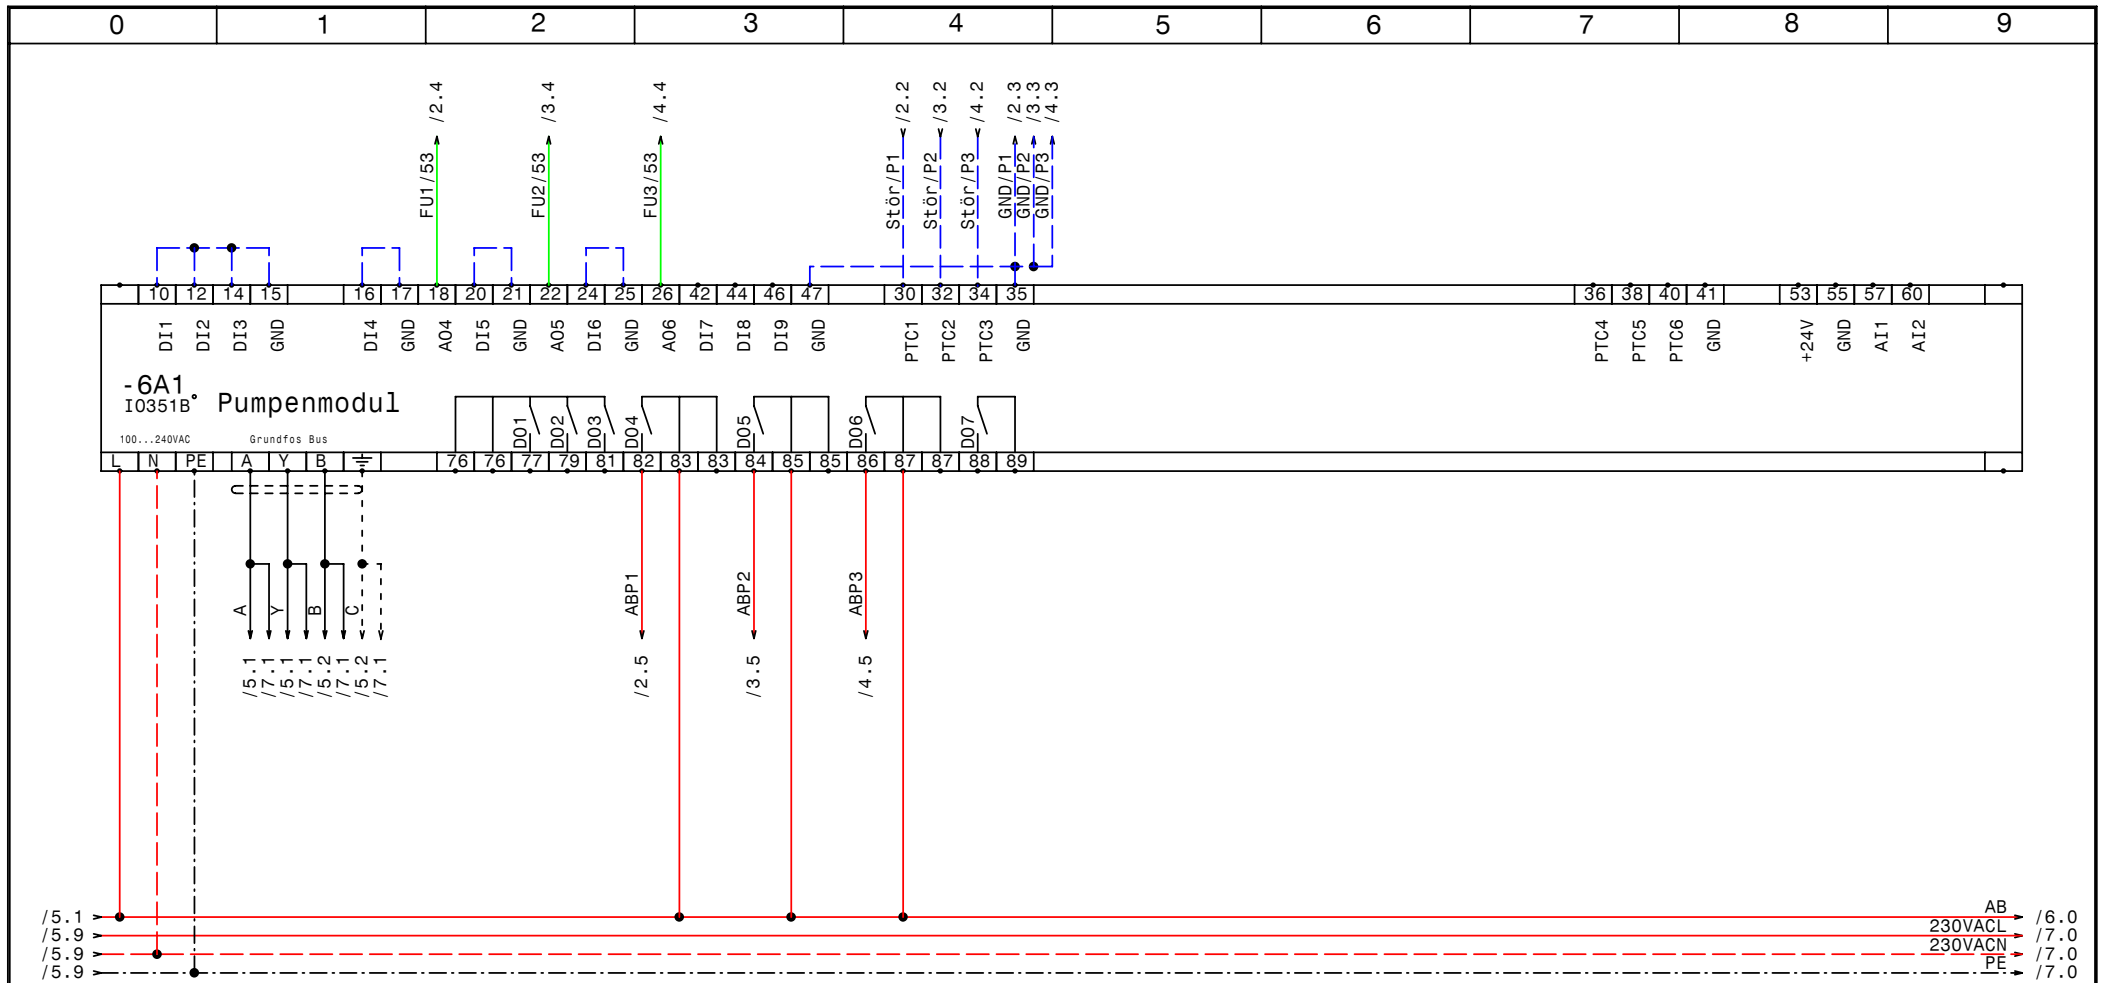 0 1 2 3 4 5 6 7 8 9
/2.4 /3.4 /4.4 /2.2 /3.2 /4.2 /2.3 /3.3 /4.3
FU1/53 FU2/53 FU3/53 Stör/P1 Stör/P2 Stör/P3 GND/P1 GND/P2 GND/P3
10 12 14 15 16 17 18 20 21 22 24 25 26 42 44 46 47 30 32 34 35 36 38 40 41 53 55 57 60
DI1 DI2 DI3 GND DI4 GND AO4 DI5 GND AO5 DI6 GND AO6 DI7 DI8 DI9 GND PTC1 PTC2 PTC3 GND PTC4 PTC5 PTC6 GND +24V GND AI1 AI2
-6A1
IO351B° Pumpenmodul
DO1 DO2 DO3 DO4 DO5 DO6 DO7
100...240VAC Grundfos Bus
L N PE A Y B 76 76 77 79 81 82 83 83 84 85 85 86 87 87 88 89
A Y B C ABP1 ABP2 ABP3
/5.1 /7.1 /5.1 /7.1 /5.2 /7.1 /5.2 /7.1 /2.5 /3.5 /4.5
/5.1 AB /6.0
/5.9 230VACL /7.0
/5.9 230VACN /7.0
/5.9 PE /7.0